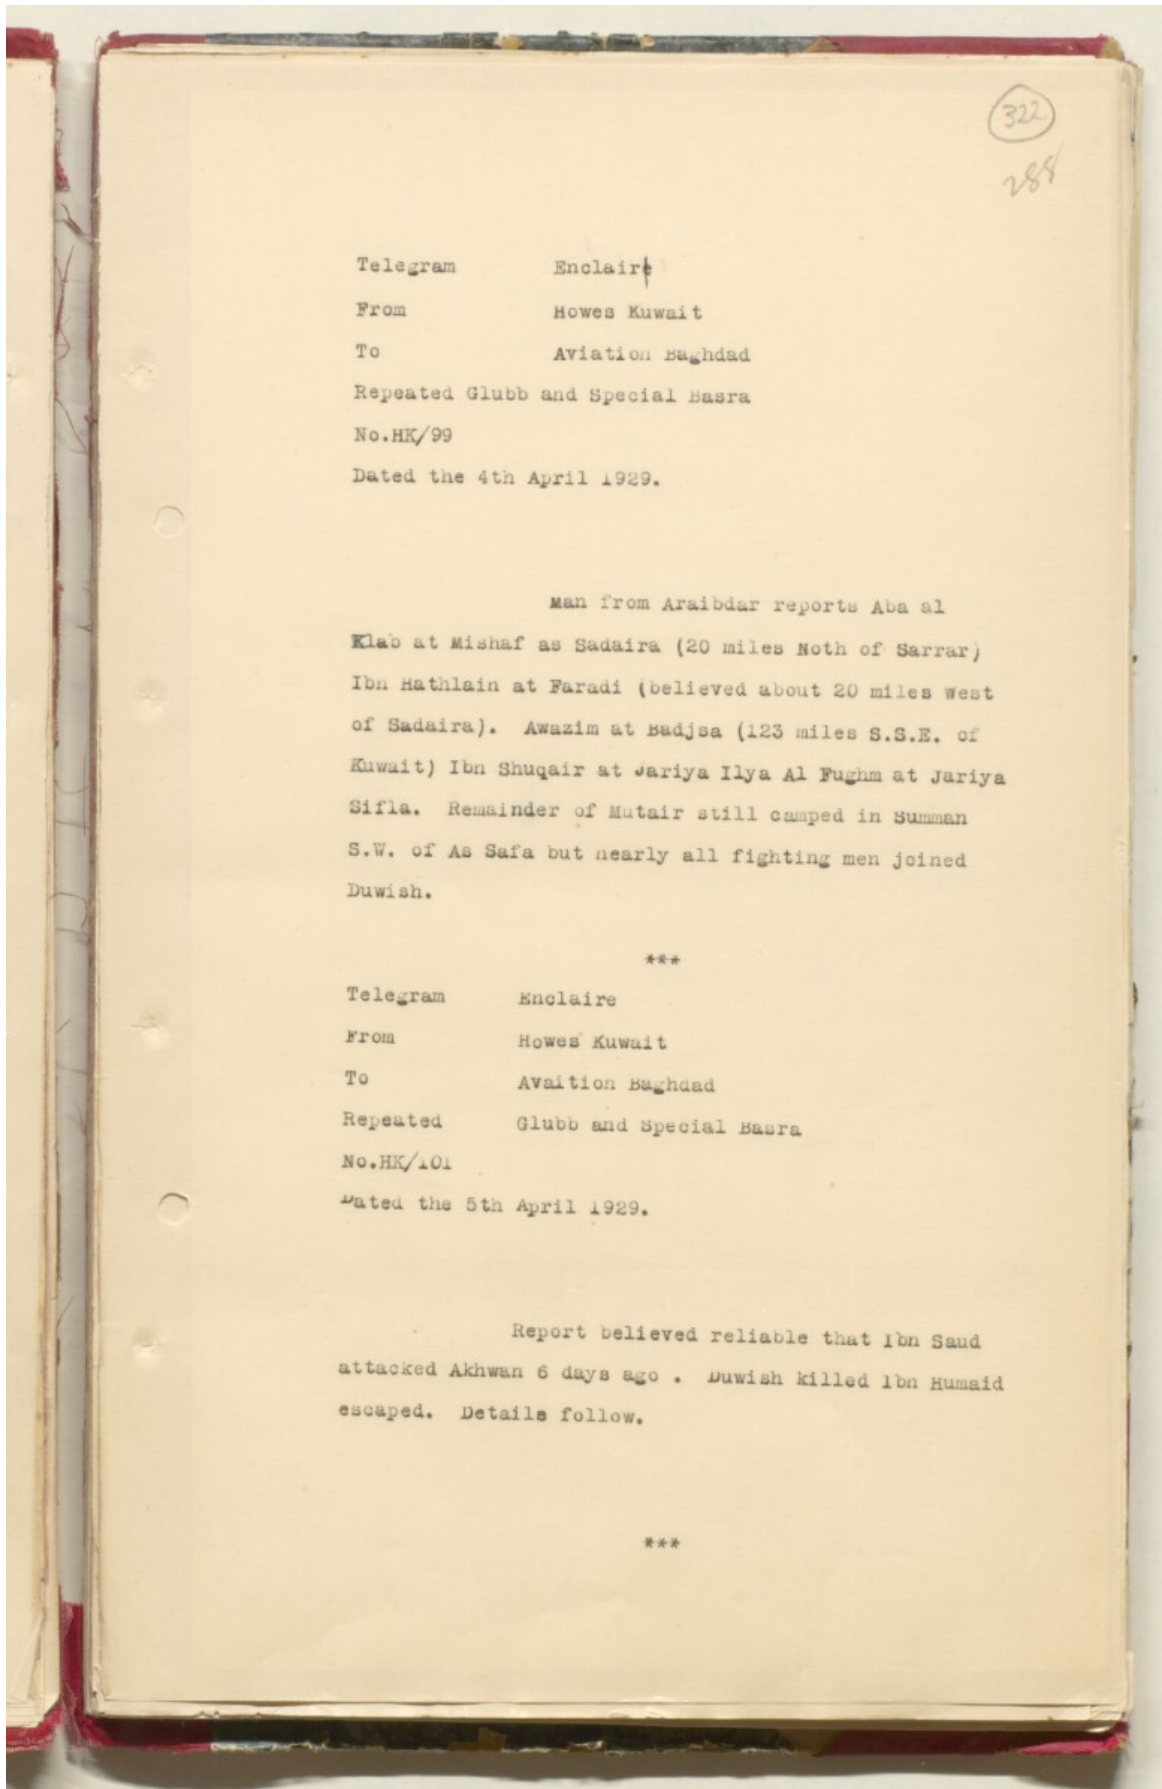 322
288
Telegram Enclaire
From Howes Kuwait
To Aviation Baghdad
Repeated Glubb and Special Basra
No.HK/99
Dated the 4th April 1929.
Man from Araibdar reports Aba al
Klab at Mishaf as Sadaira (20 miles Noth of Sarrar)
Ibn Hathlain at Faradi (believed about 20 miles west
of Sadaira). Awazim at Badjsa (123 miles S.S.E. of
Kuwait) Ibn Shuqair at Jariya Ilya Al Fughm at Jariya
Sifla. Remainder of Mutair still camped in Summan
S.W. of As Safa but nearly all fighting men joined
Duwish.
***
Telegram Enclaire
From Howes Kuwait
To Avaition Baghdad
Repeated Glubb and Special Basra
No.HK/101
Dated the 5th April 1929.
Report believed reliable that Ibn Saud
attacked Akhwan 6 days ago . Duwish killed Ibn Humaid
escaped. Details follow.
***